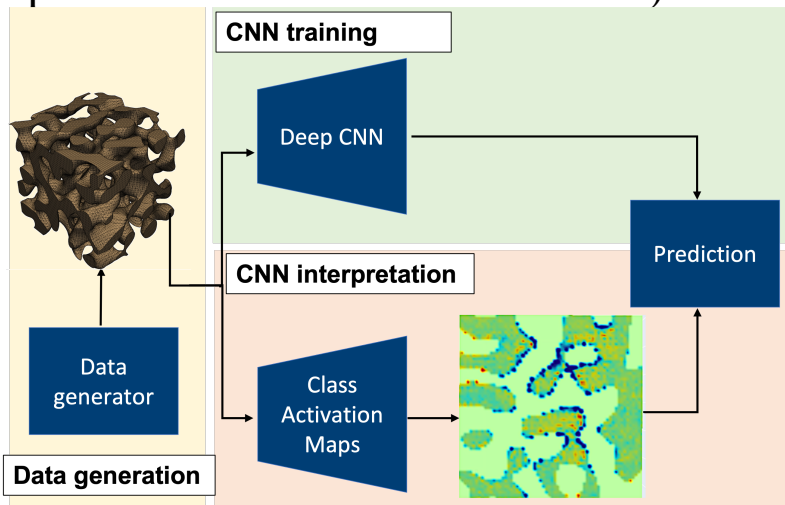 CNN training
Deep CNN
Prediction
CNN interpretation
Data
generator
Class
Activation
Maps
Data generation